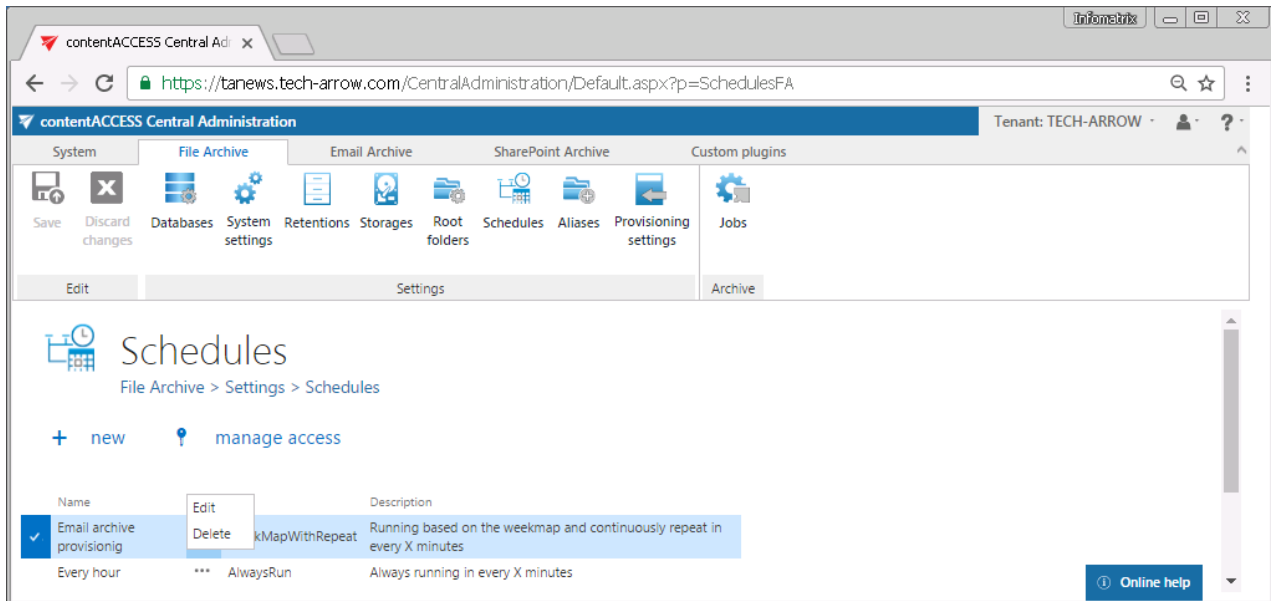 Infomatrix
contentACCESS Central Adr
https://tanews.tech-arrow.com/CentralAdministration/Default.aspx?p=SchedulesFA
contentACCESS Central Administration
Tenant: TECH-ARROW
?
System
File Archive
Email Archive
SharePoint Archive
Custom plugins
Save
Discard
changes
Databases
System
settings
Retentions
Storages
Root
folders
Schedules
Aliases
Provisioning
settings
Jobs
Edit
Settings
Archive
Schedules
File Archive > Settings > Schedules
+ new
manage access
Name
Description
Edit
Delete
Email archive
provisionig
kMapWithRepeat
Running based on the weekmap and continuously repeat in
every X minutes
Every hour
···
AlwaysRun
Always running in every X minutes
Online help